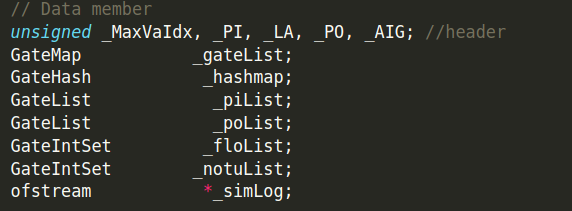 // Data member
unsigned _MaxVaIdx, _PI, _LA, _PO, _AIG; //header
GateMap _gateList;
GateHash _hashmap;
GateList _piList;
GateList _poList;
GateIntSet _floList;
GateIntSet _notuList;
ofstream *_simLog;